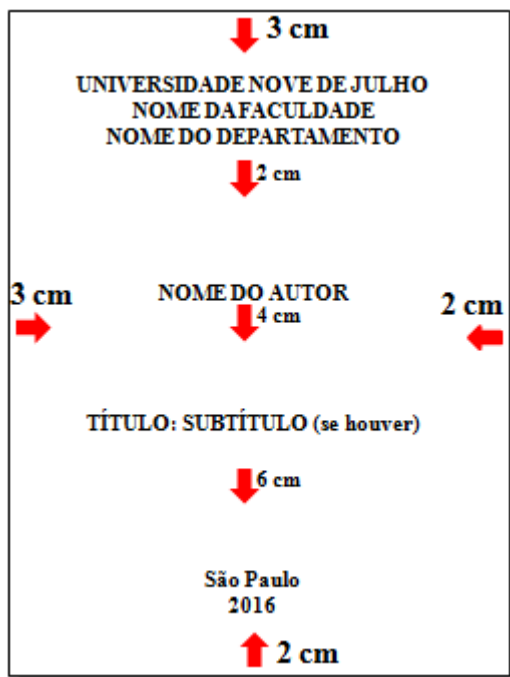 3 cm
UNIVERSIDADE NOVE DE JULHO
NOME DA FACULDADE
NOME DO DEPARTAMENTO
2 cm
3 cm
NOME DO AUTOR
2 cm
4 cm
TÍTULO: SUBTÍTULO (se houver)
6 cm
São Paulo
2016
2 cm